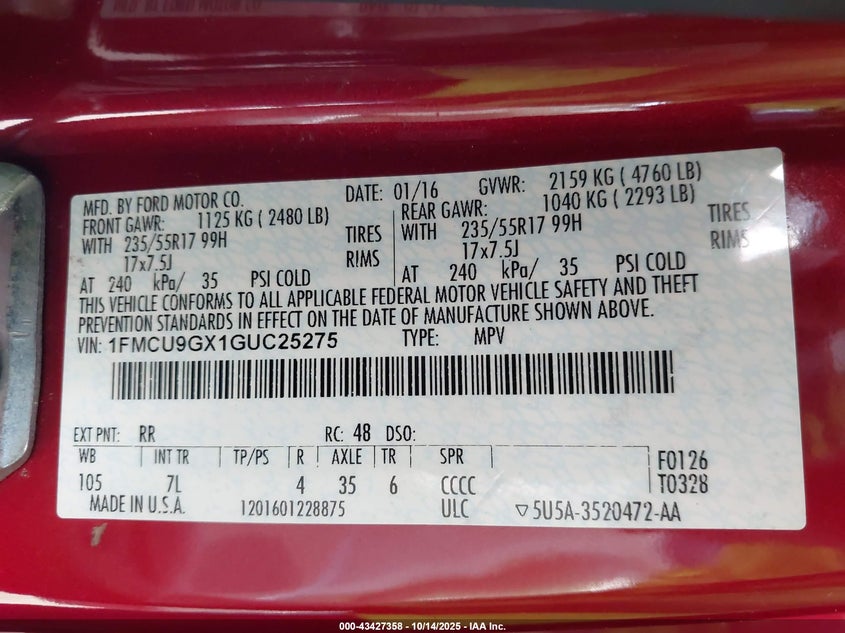 MFD. BY FORD MOTOR CO. DATE: 01/16 GVWR: 2159 KG ( 4760 LB)
FRONT GAWR: 1125 KG ( 2480 LB) REAR GAWR: 1040 KG ( 2293 LB)
WITH 235/55R17 99H TIRES WITH 235/55R17 99H TIRES
17x7.5J RIMS 17x7.5J RIMS
AT 240 kPa/ 35 PSI COLD AT 240 kPa/ 35 PSI COLD
THIS VEHICLE CONFORMS TO ALL APPLICABLE FEDERAL MOTOR VEHICLE SAFETY AND THEFT
PREVENTION STANDARDS IN EFFECT ON THE DATE OF MANUFACTURE SHOWN ABOVE.
VIN: 1FMCU9GX1GUC25275 TYPE: MPV
EXT PNT: RR RC: 48 DSO:
WB INT TR TP/PS R AXLE TR SPR F0126
105 7L 4 35 6 CCCC T0328
MADE IN U.S.A. 1201601228875 ULC ▽5U5A-3520472-AA
000-43427358 - 10/14/2025 - IAA Inc.